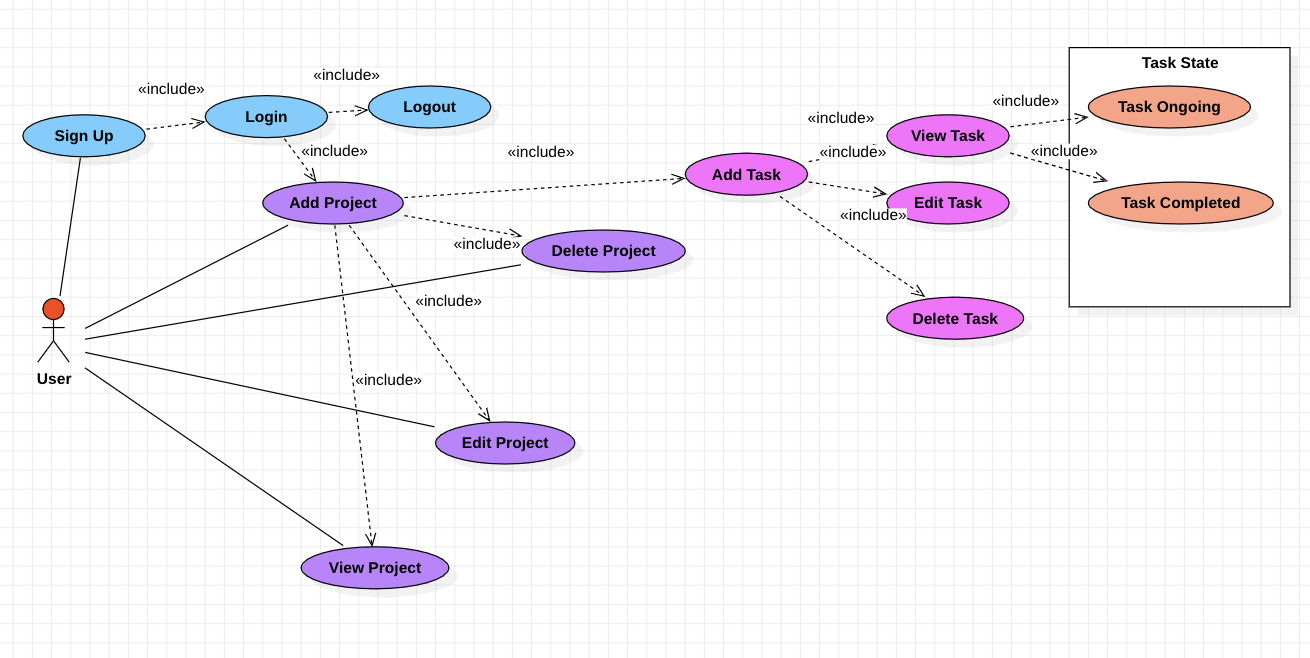 Task State
«include»
«include»
«include»
Task Ongoing
Login
Logout
«include»
Sign Up
View Task
«include»
«include»
«include»
«include»
Add Task
Add Project
Edit Task
Task Completed
«include»
«include»
Delete Project
«include»
Delete Task
User
«include»
Edit Project
View Project